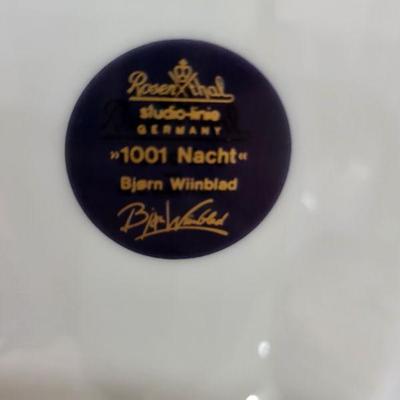 Rosenthal
studio-linie
GERMANY
»1001 Nacht«
Bjørn Wiinblad
Bjørn Wiinblad